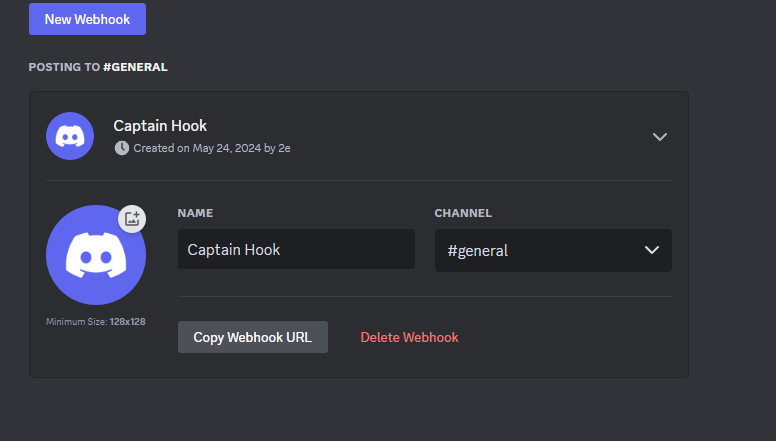 New Webhook
POSTING TO #GENERAL
Captain Hook
Created on May 24, 2024 by 2e
NAME
CHANNEL
Captain Hook
#general
Minimum Size: 128x128
Copy Webhook URL
Delete Webhook